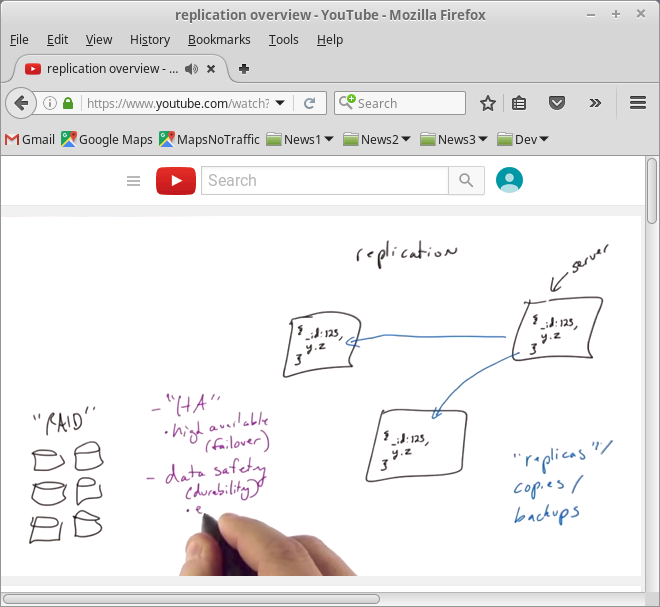 replication overview - YouTube - Mozilla Firefox
File Edit View History Bookmarks Tools Help
replication overview - ...
https://www.youtube.com/watch?
Search
Gmail Google Maps MapsNoTraffic News1 News2 News3 Dev
Search
replication
server
{ _id:123,
y.z
}
{ _id:123,
y.z
}
{ _id:123,
y.z
}
"RAID"
- "HA"
• high available
(failover)
- data safety
(durability)
• e
"replicas"/
copies/
backups